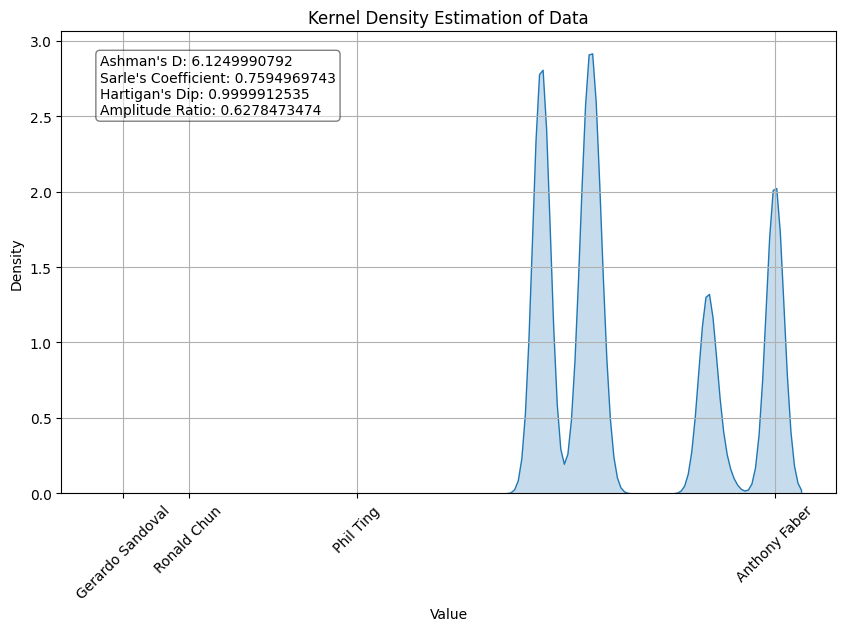 Kernel Density Estimation of Data
Ashman's D: 6.1249990792
Sarle's Coefficient: 0.7594969743
Hartigan's Dip: 0.9999912535
Amplitude Ratio: 0.6278473474
3.0
2.5
2.0
1.5
1.0
0.5
0.0
Density
Gerardo Sandoval
Ronald Chun
Phil Ting
Anthony Faber
Value